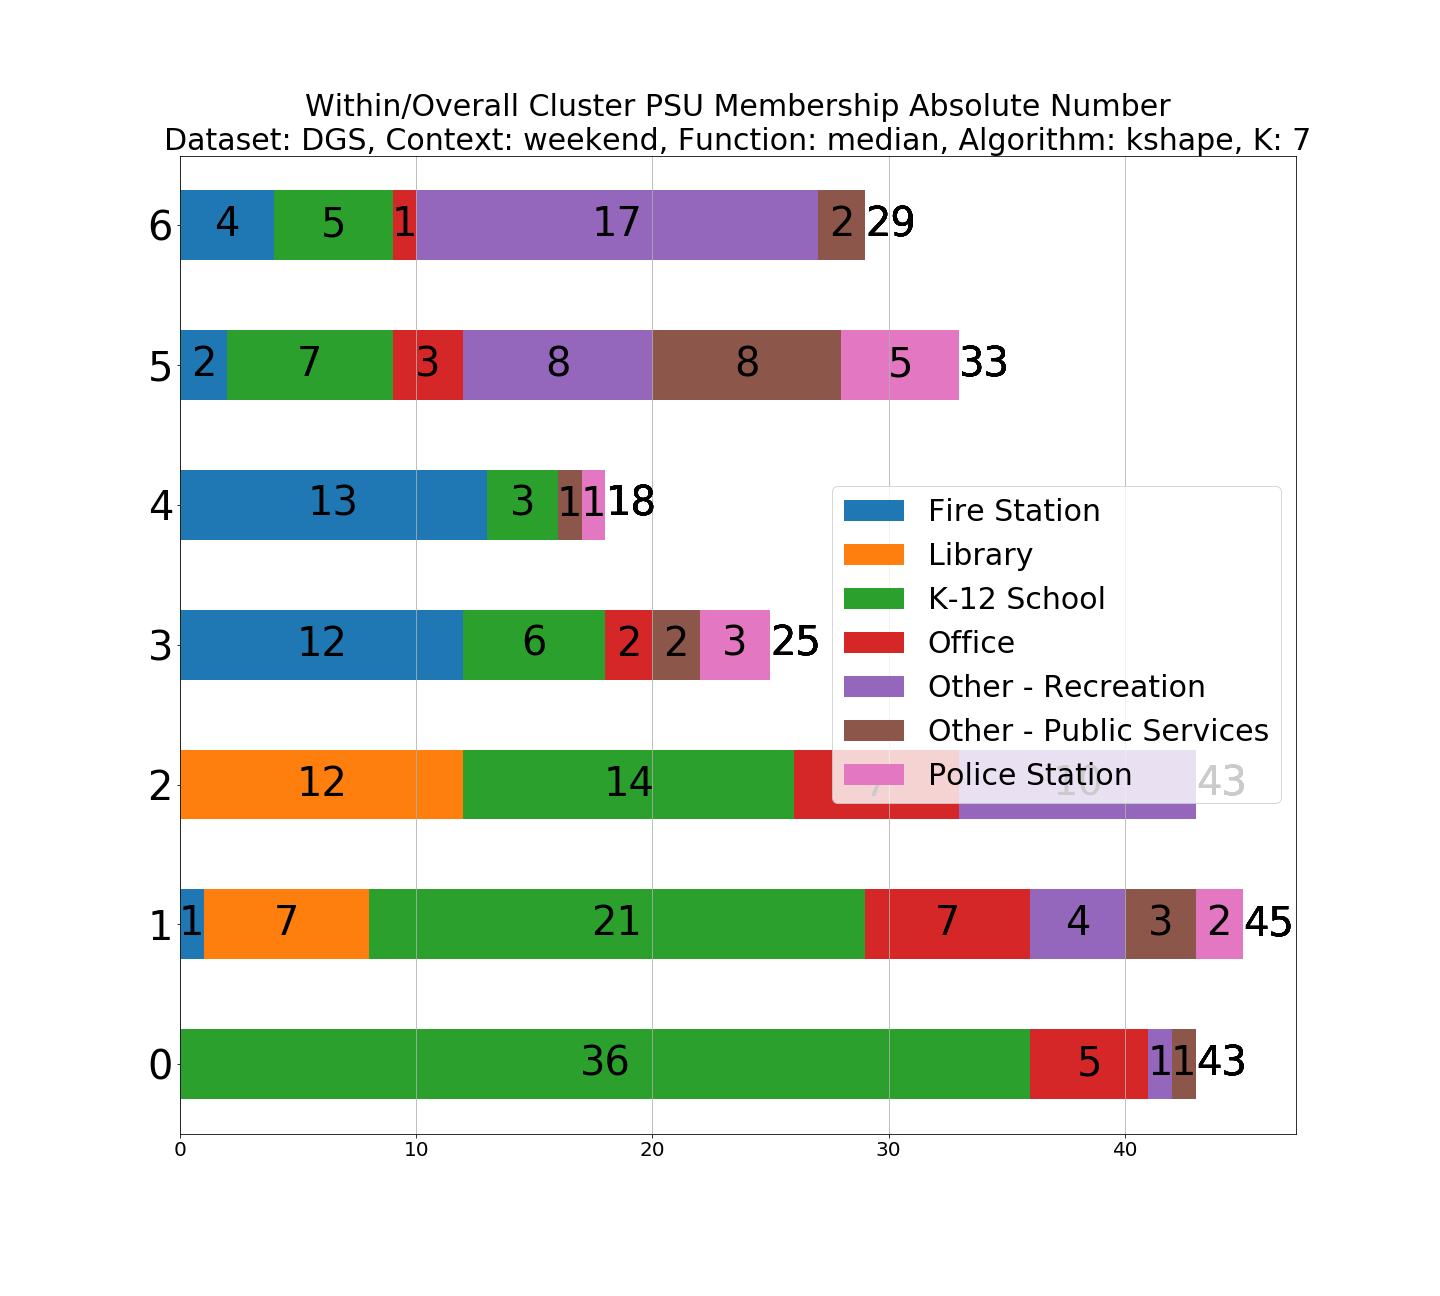 Within/Overall Cluster PSU Membership Absolute Number
Dataset: DGS, Context: weekend, Function: median, Algorithm: kshape, K: 7
6 4 5 1 17 2 29
5 2 7 3 8 8 5 33
4 13 3 1 1 18
Fire Station
Library
K-12 School
Office
Other - Recreation
Other - Public Services
Police Station
3 12 6 2 2 3 25
2 12 14 7 10 43
1 1 7 21 7 4 3 2 45
0 36 5 1 1 43
0 10 20 30 40